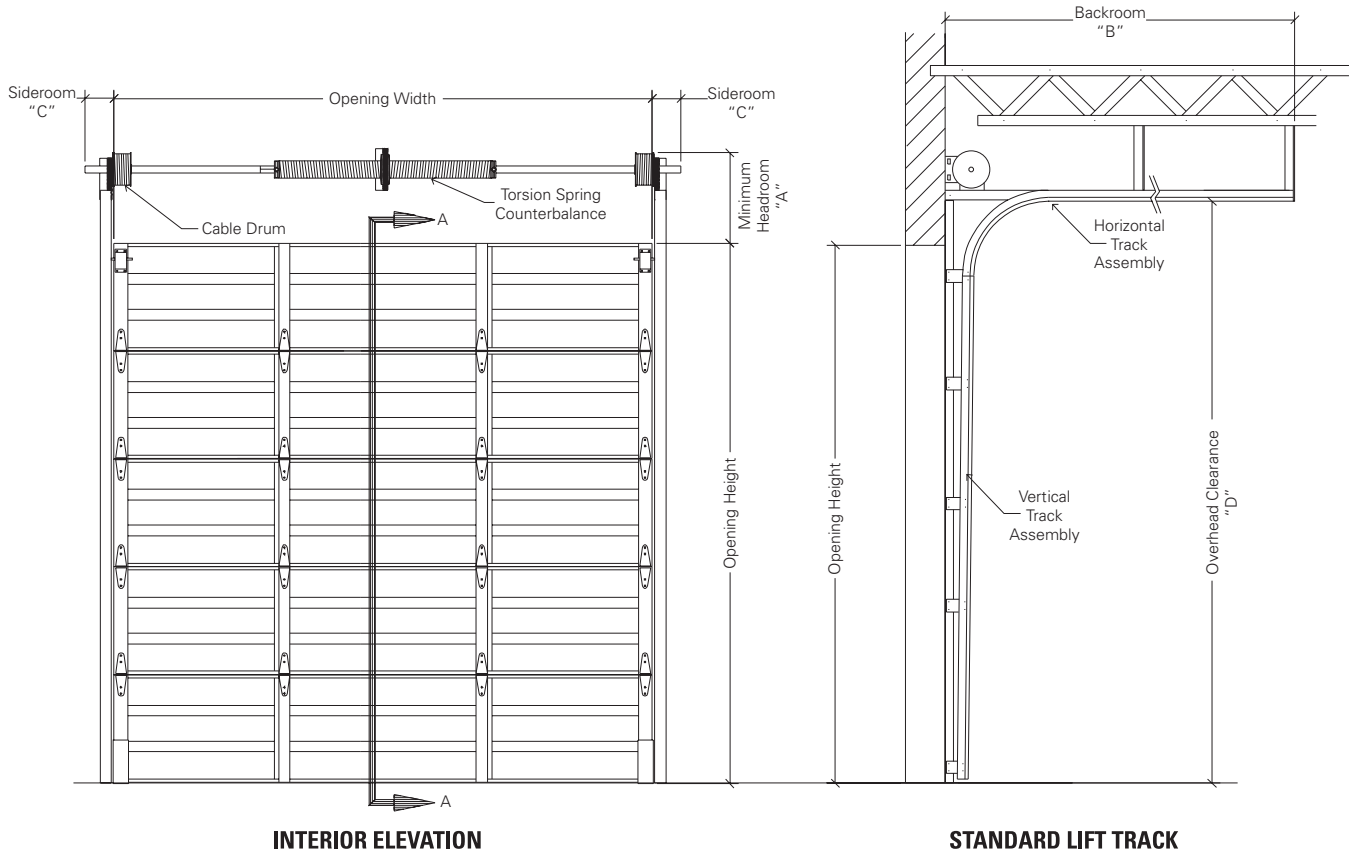 Sideroom
“C”
Opening Width
Sideroom
“C”
Minimum
Headroom
“A”
Torsion Spring
Counterbalance
Cable Drum
A
Opening Height
A
INTERIOR ELEVATION
Backroom
“B”
Horizontal
Track
Assembly
Opening Height
Vertical
Track
Assembly
Overhead Clearance
“D”
STANDARD LIFT TRACK